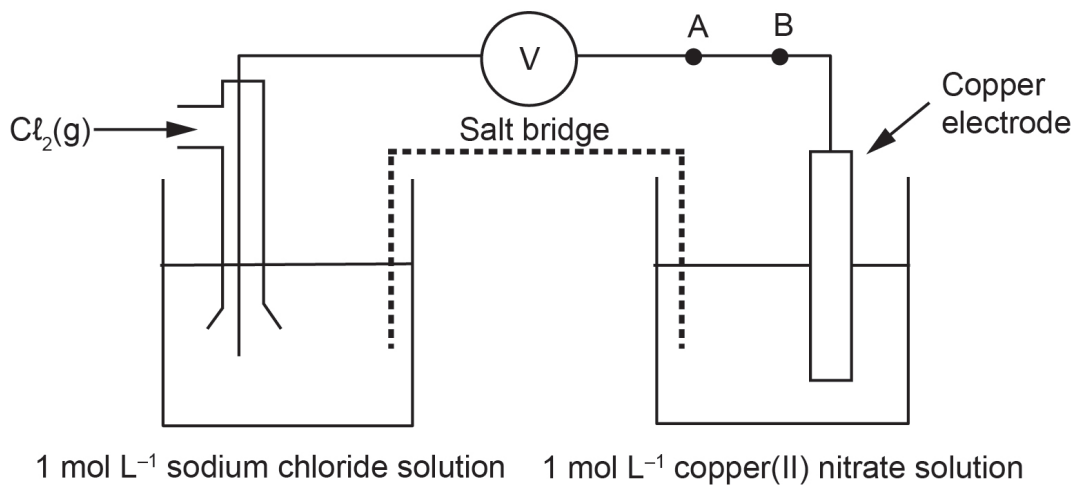 A B
V
Copper
electrode
Cℓ₂(g)
Salt bridge
1 mol L⁻¹ sodium chloride solution
1 mol L⁻¹ copper(II) nitrate solution